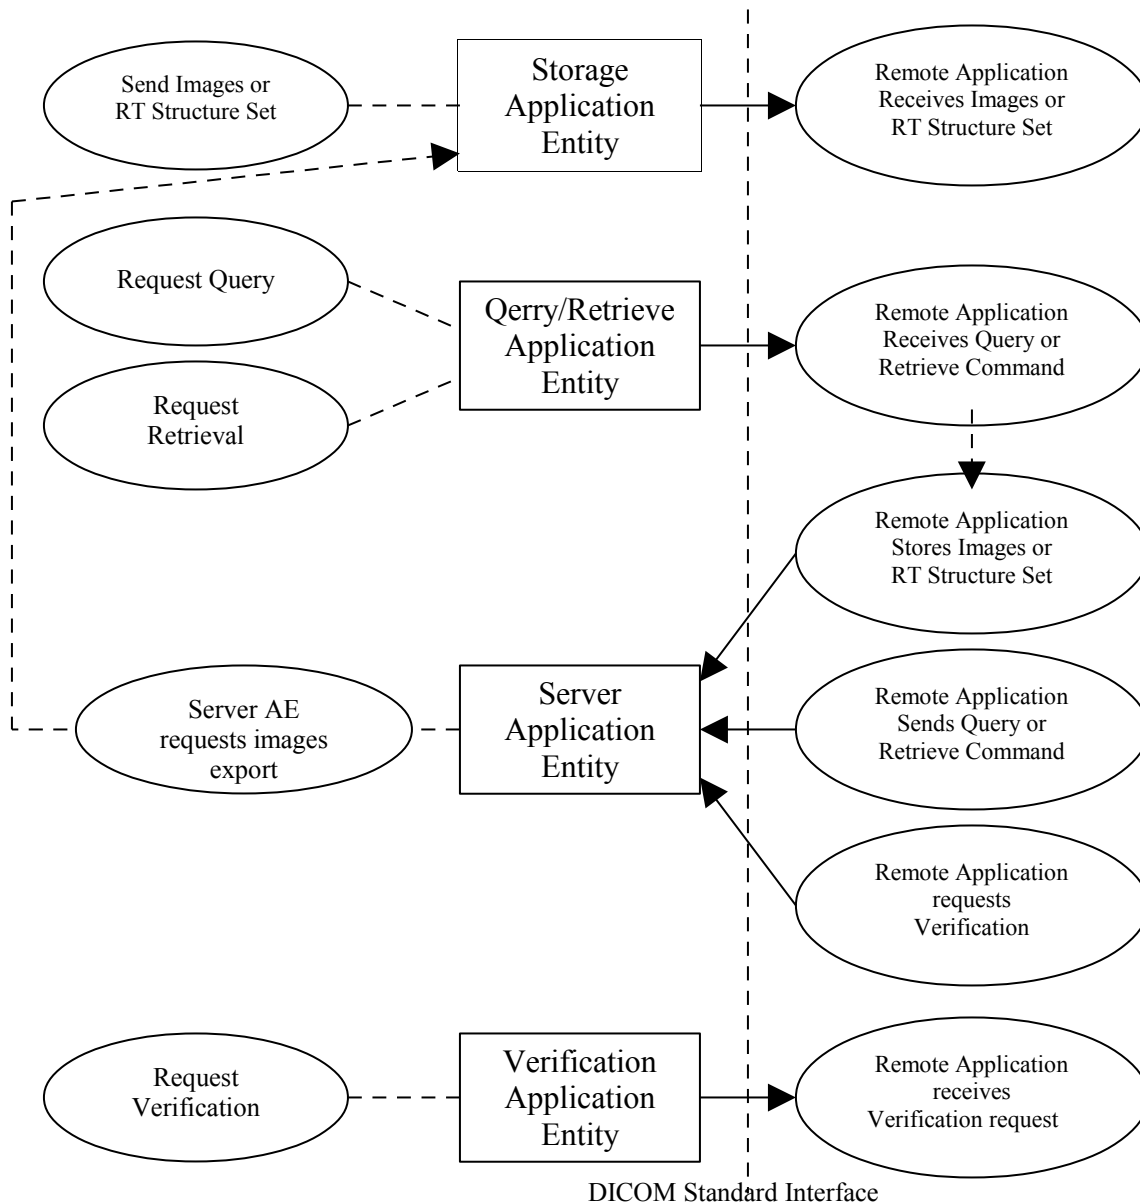 Send Images or
RT Structure Set
Storage
Application
Entity
Remote Application
Receives Images or
RT Structure Set
Request Query
Request
Retrieval
Qerry/Retrieve
Application
Entity
Remote Application
Receives Query or
Retrieve Command
Remote Application
Stores Images or
RT Structure Set
Server AE
requests images
export
Server
Application
Entity
Remote Application
Sends Query or
Retrieve Command
Remote Application
requests
Verification
Request
Verification
Verification
Application
Entity
Remote Application
receives
Verification request
DICOM Standard Interface